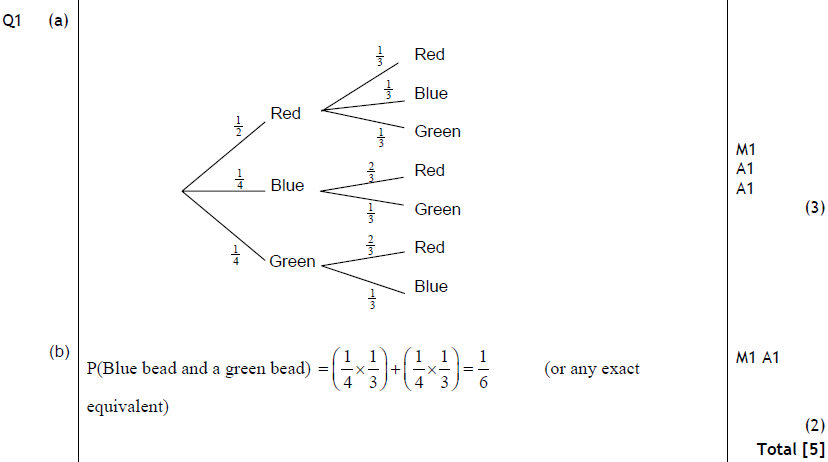 Q1 (a)
1/3 Red
1/3 Blue
1/2 Red
1/3 Green
M1
2/3 Red
A1
1/4 Blue
A1
1/3 Green
(3)
2/3 Red
1/4 Green
1/3 Blue
(b)
P(Blue bead and a green bead) = (1/4 × 1/3) + (1/4 × 1/3) = 1/6 (or any exact
M1 A1
equivalent)
(2)
Total [5]